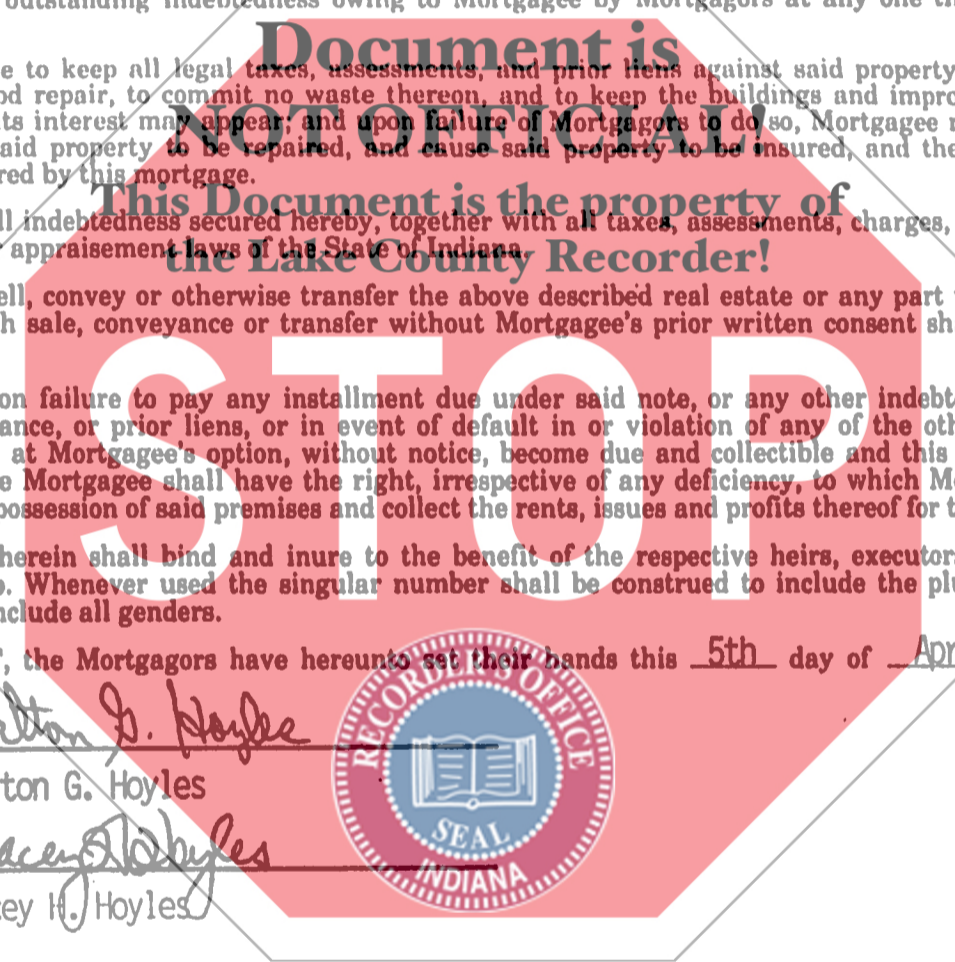 outstanding indebtedness owing to Mortgagee by Mortgagors at any one
Document is
e to keep all legal taxes, assessments, and prior liens against said property
od repair, to commit no waste thereon, and to keep the buildings and impro
NOT OFFICIAL!
ts interest may appear; and upon failure of Mortgagors to do so, Mortgagee
aid property to be repaired, and cause said property to be insured, and the
red by this mortgage.
This Document is the property of
ll indebtedness secured hereby, together with all taxes, assessments, charges,
appraisement laws of the State of Indiana.
the Lake County Recorder!
ell, convey or otherwise transfer the above described real estate or any part
h sale, conveyance or transfer without Mortgagee's prior written consent sh
STOP
on failure to pay any installment due under said note, or any other indebt
ance, or prior liens, or in event of default in or violation of any of the oth
at Mortgagee's option, without notice, become due and collectible and this
e Mortgagee shall have the right, irrespective of any deficiency, to which M
possession of said premises and collect the rents, issues and profits thereof for t
herein shall bind and inure to the benefit of the respective heirs, executor
. Whenever used the singular number shall be construed to include the plu
nclude all genders.
, the Mortgagors have hereunto set their hands this 5th day of Apr
RECORDER'S OFFICE
SEAL
INDIANA
lton G. Hoyles
rton G. Hoyles
acey H Hoyles
cey H. Hoyles